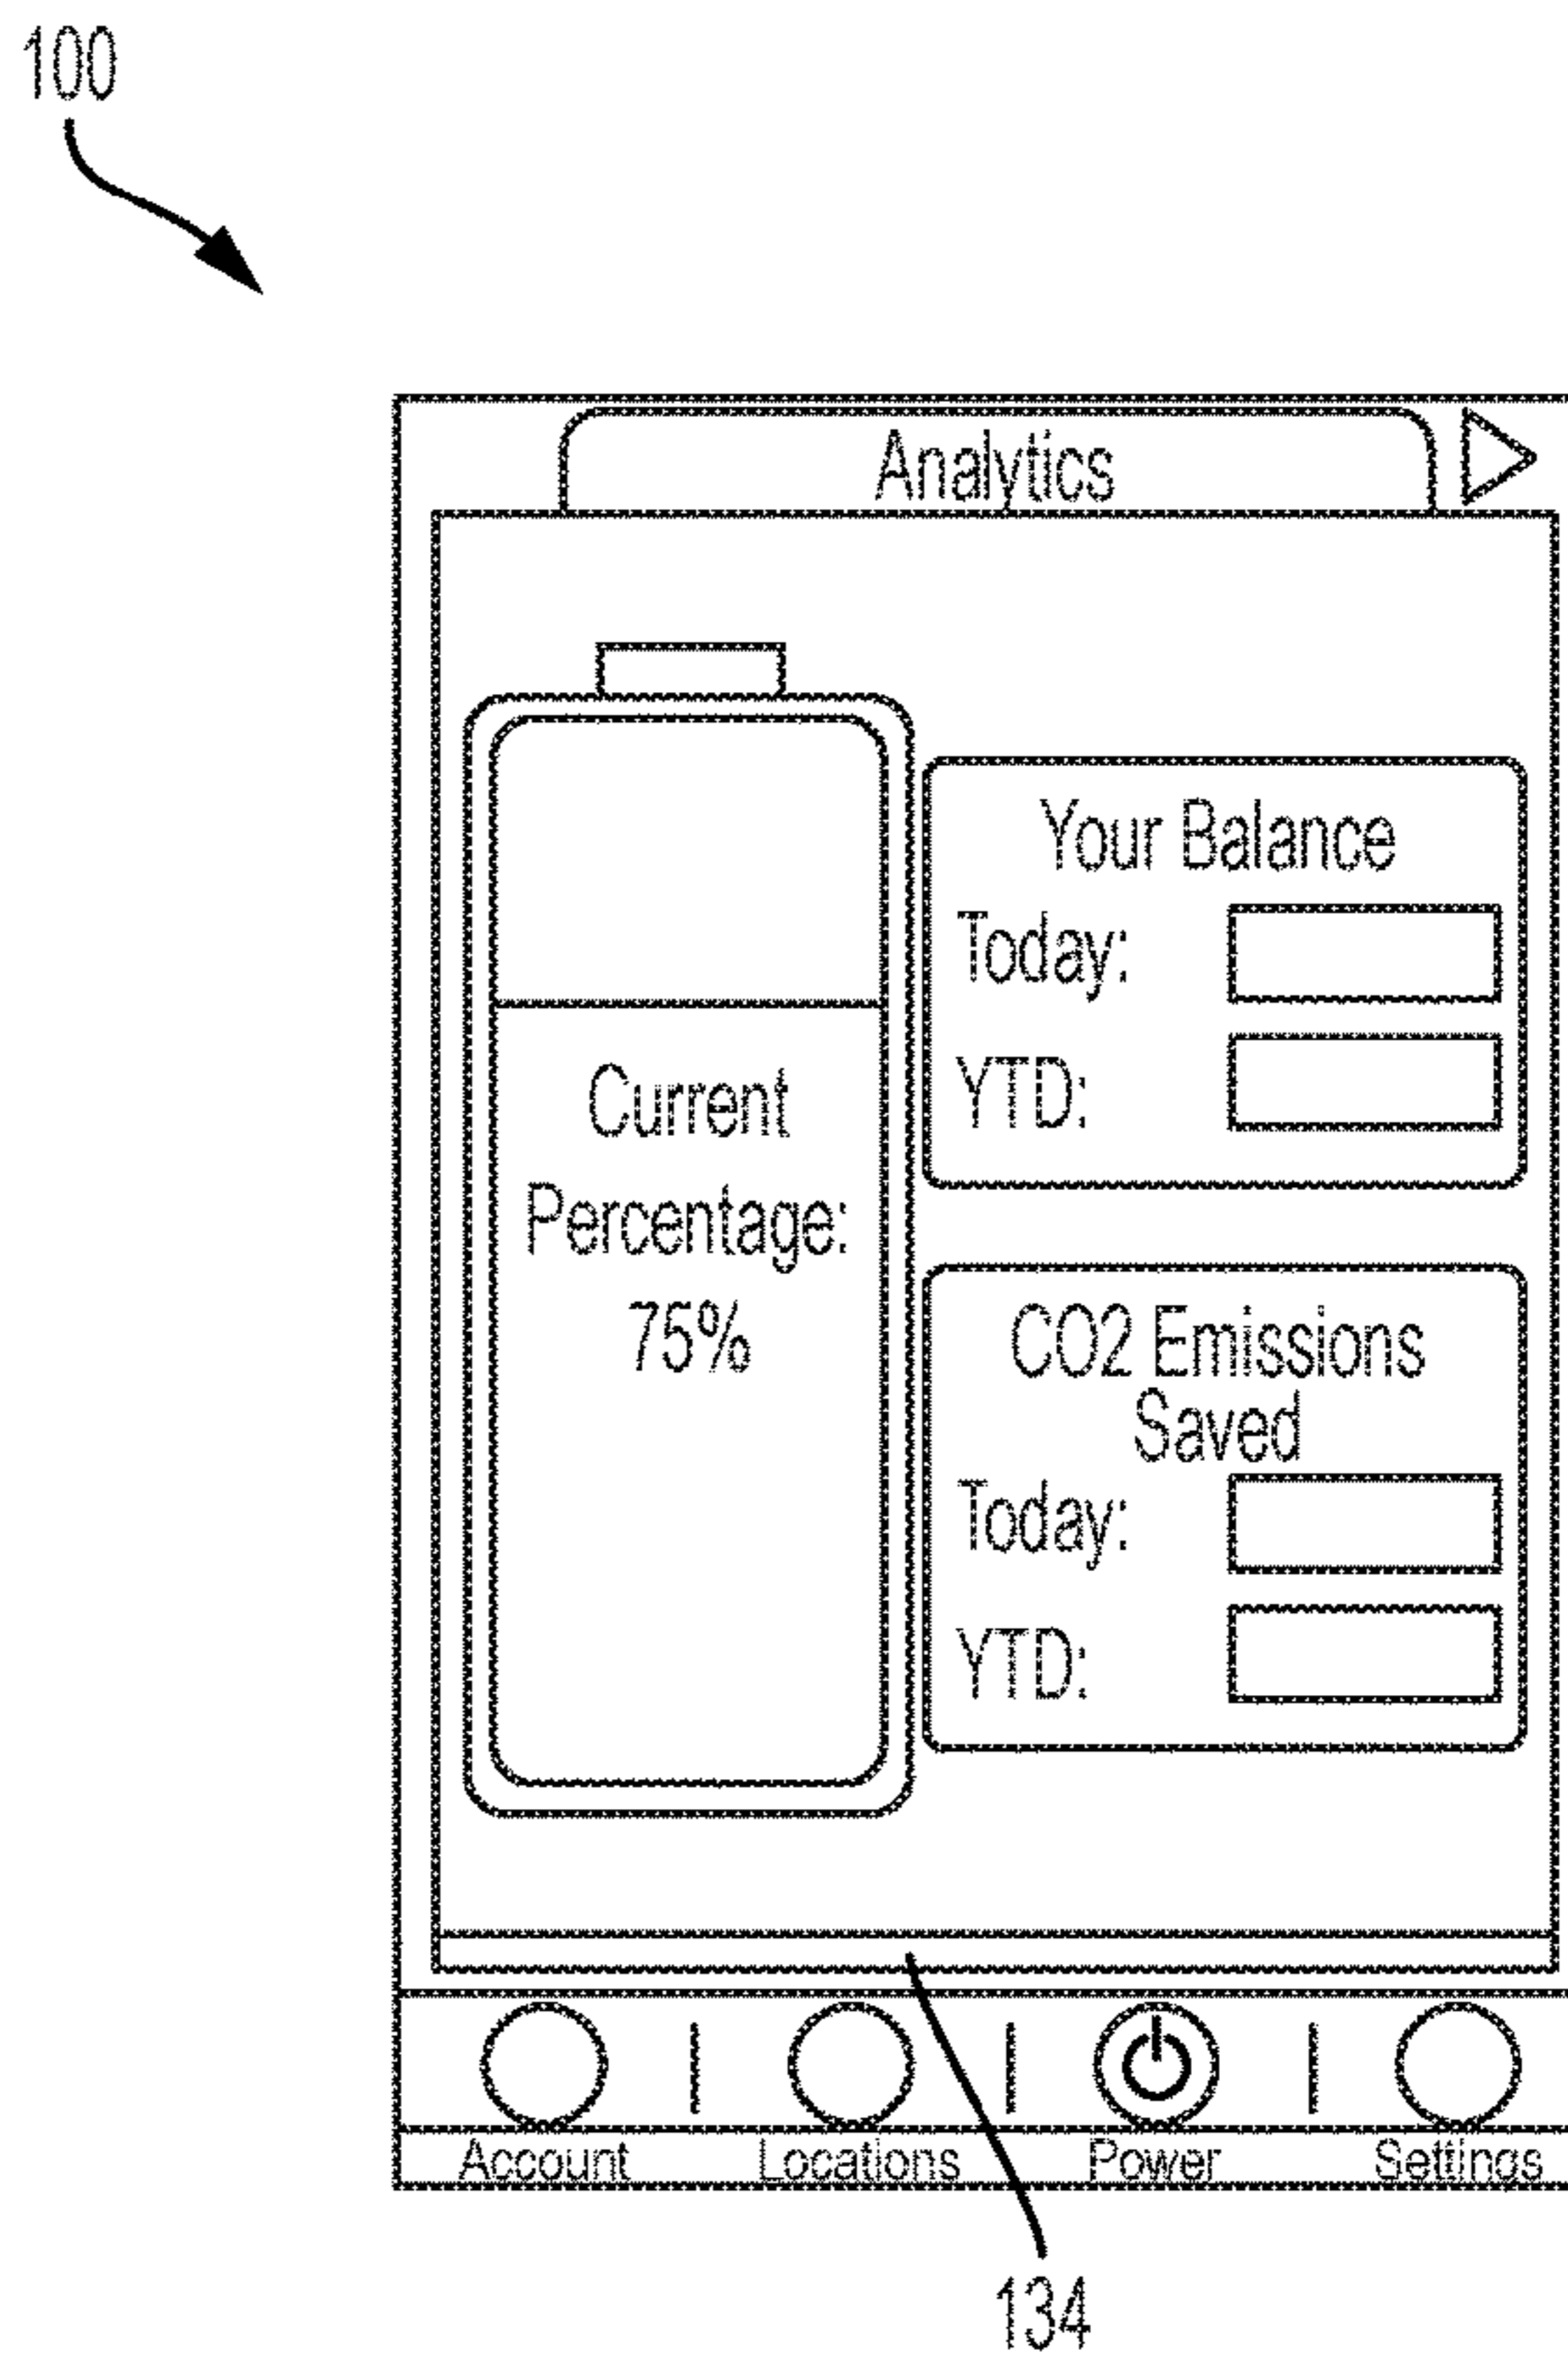 100
Analytics
Current
Percentage:
75%
Your Balance
Today:
YTD:
CO2 Emissions
Saved
Today:
YTD:
Account
Locations
Power
Settings
134